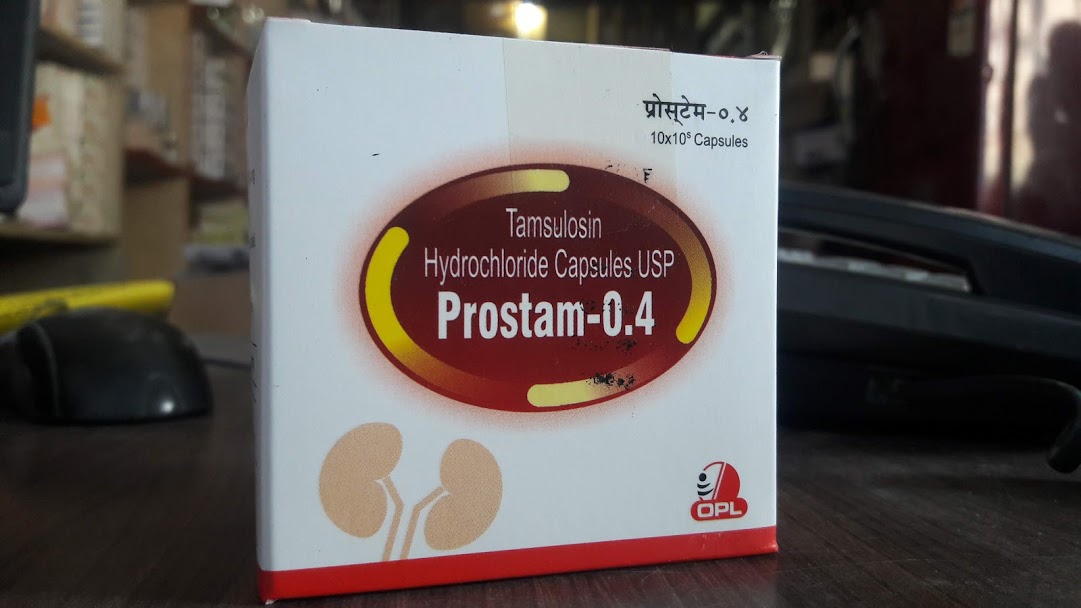 प्रोस्टेम-०.४
10x10s Capsules
Tamsulosin
Hydrochloride Capsules USP
Prostam-0.4
OPL